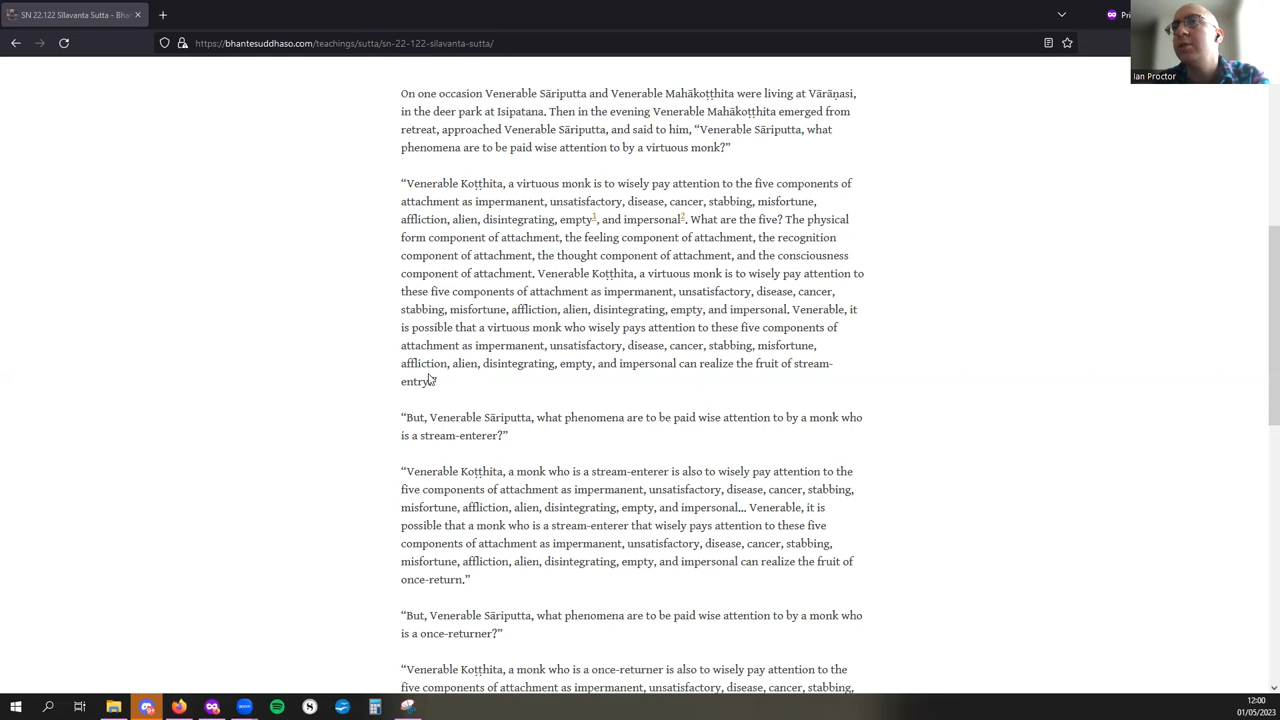 SN 22.122 Sīlavanta Sutta - Bha
https://bhantesuddhaso.com/teachings/sutta/sn-22-122-silavanta-sutta/
Ian Proctor
On one occasion Venerable Sāriputta and Venerable Mahākoṭṭhita were living at Vārāṇasi,
in the deer park at Isipatana. Then in the evening Venerable Mahākoṭṭhita emerged from
retreat, approached Venerable Sāriputta, and said to him, “Venerable Sāriputta, what
phenomena are to be paid wise attention to by a virtuous monk?”
“Venerable Koṭṭhita, a virtuous monk is to wisely pay attention to the five components of
attachment as impermanent, unsatisfactory, disease, cancer, stabbing, misfortune,
affliction, alien, disintegrating, empty1, and impersonal2. What are the five? The physical
form component of attachment, the feeling component of attachment, the recognition
component of attachment, the thought component of attachment, and the consciousness
component of attachment. Venerable Koṭṭhita, a virtuous monk is to wisely pay attention to
these five components of attachment as impermanent, unsatisfactory, disease, cancer,
stabbing, misfortune, affliction, alien, disintegrating, empty, and impersonal. Venerable, it
is possible that a virtuous monk who wisely pays attention to these five components of
attachment as impermanent, unsatisfactory, disease, cancer, stabbing, misfortune,
affliction, alien, disintegrating, empty, and impersonal can realize the fruit of stream-
entry.”
“But, Venerable Sāriputta, what phenomena are to be paid wise attention to by a monk who
is a stream-enterer?”
“Venerable Koṭṭhita, a monk who is a stream-enterer is also to wisely pay attention to the
five components of attachment as impermanent, unsatisfactory, disease, cancer, stabbing,
misfortune, affliction, alien, disintegrating, empty, and impersonal... Venerable, it is
possible that a monk who is a stream-enterer that wisely pays attention to these five
components of attachment as impermanent, unsatisfactory, disease, cancer, stabbing,
misfortune, affliction, alien, disintegrating, empty, and impersonal can realize the fruit of
once-return.”
“But, Venerable Sāriputta, what phenomena are to be paid wise attention to by a monk who
is a once-returner?”
“Venerable Koṭṭhita, a monk who is a once-returner is also to wisely pay attention to the
five components of attachment as impermanent, unsatisfactory, disease, cancer, stabbing,
zoom
12:00
01/05/2023